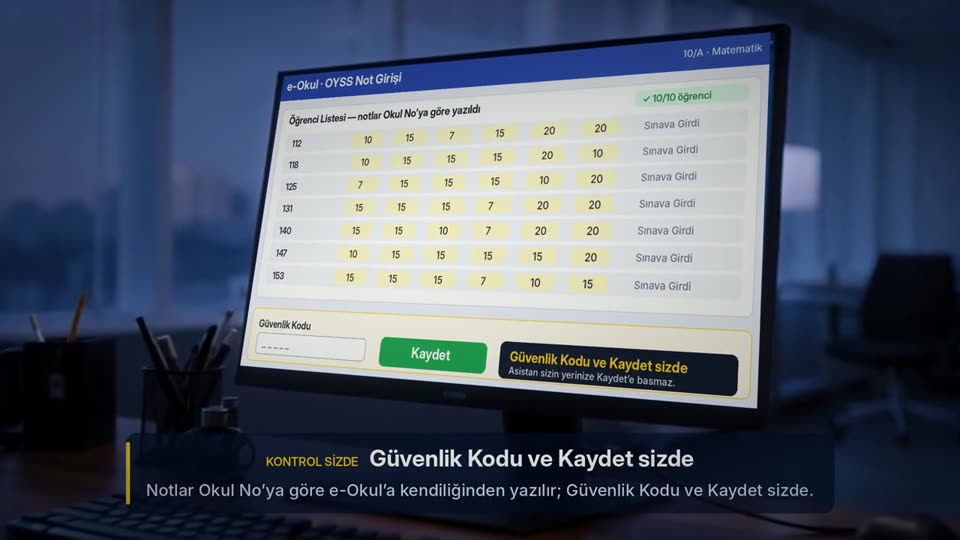 e-Okul · OYSS Not Girişi
10/A · Matematik
Öğrenci Listesi — notlar Okul No'ya göre yazıldı
✓ 10/10 öğrenci
112 10 15 7 15 20 20 Sınava Girdi
118 10 15 15 15 20 10 Sınava Girdi
125 7 15 15 15 10 20 Sınava Girdi
131 15 15 15 7 20 20 Sınava Girdi
140 15 15 10 7 20 20 Sınava Girdi
147 10 15 15 15 15 20 Sınava Girdi
153 15 15 15 7 10 15 Sınava Girdi
Güvenlik Kodu
_ _ _ _ _
Kaydet
Güvenlik Kodu ve Kaydet sizde
Asistan sizin yerinize Kaydet'e basmaz.
KONTROL SİZDE Güvenlik Kodu ve Kaydet sizde
Notlar Okul No'ya göre e-Okul'a kendiliğinden yazılır; Güvenlik Kodu ve Kaydet sizde.